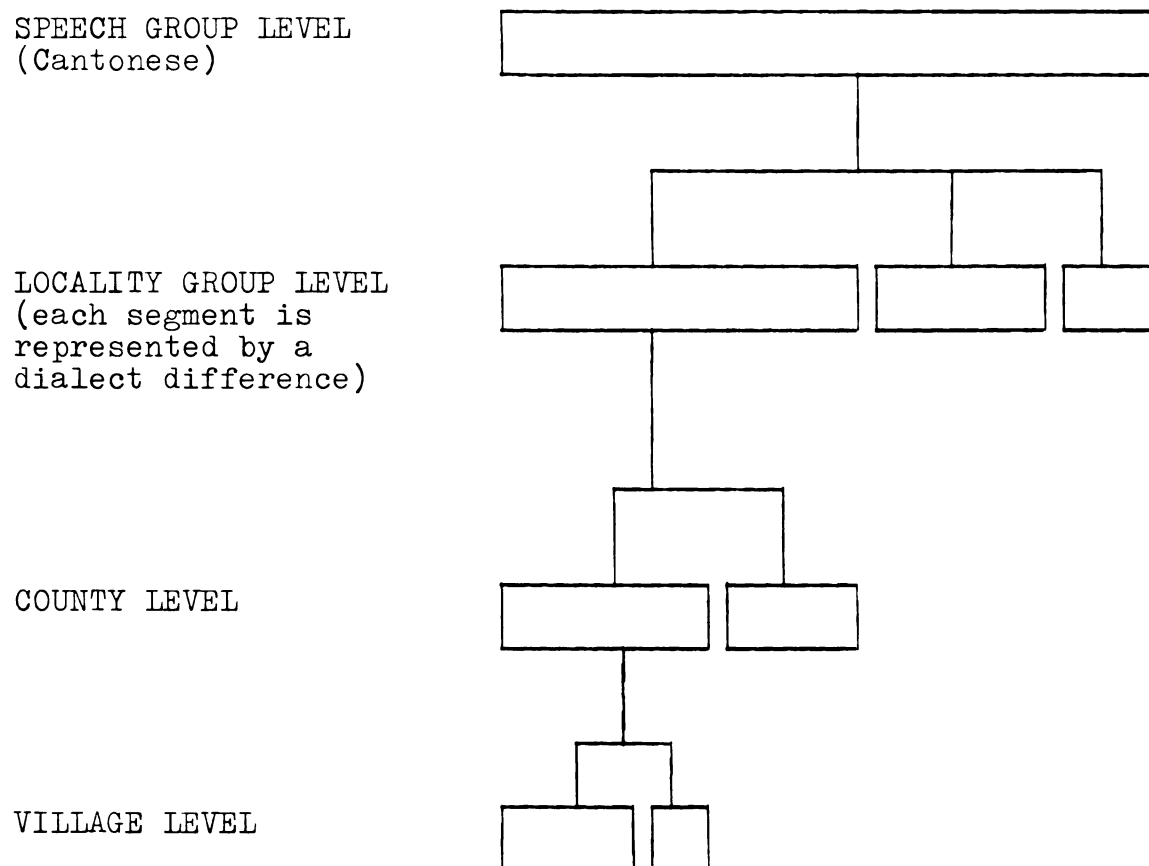 SPEECH GROUP LEVEL
(Cantonese)
LOCALITY GROUP LEVEL
(each segment is
represented by a
dialect difference)
COUNTY LEVEL
VILLAGE LEVEL